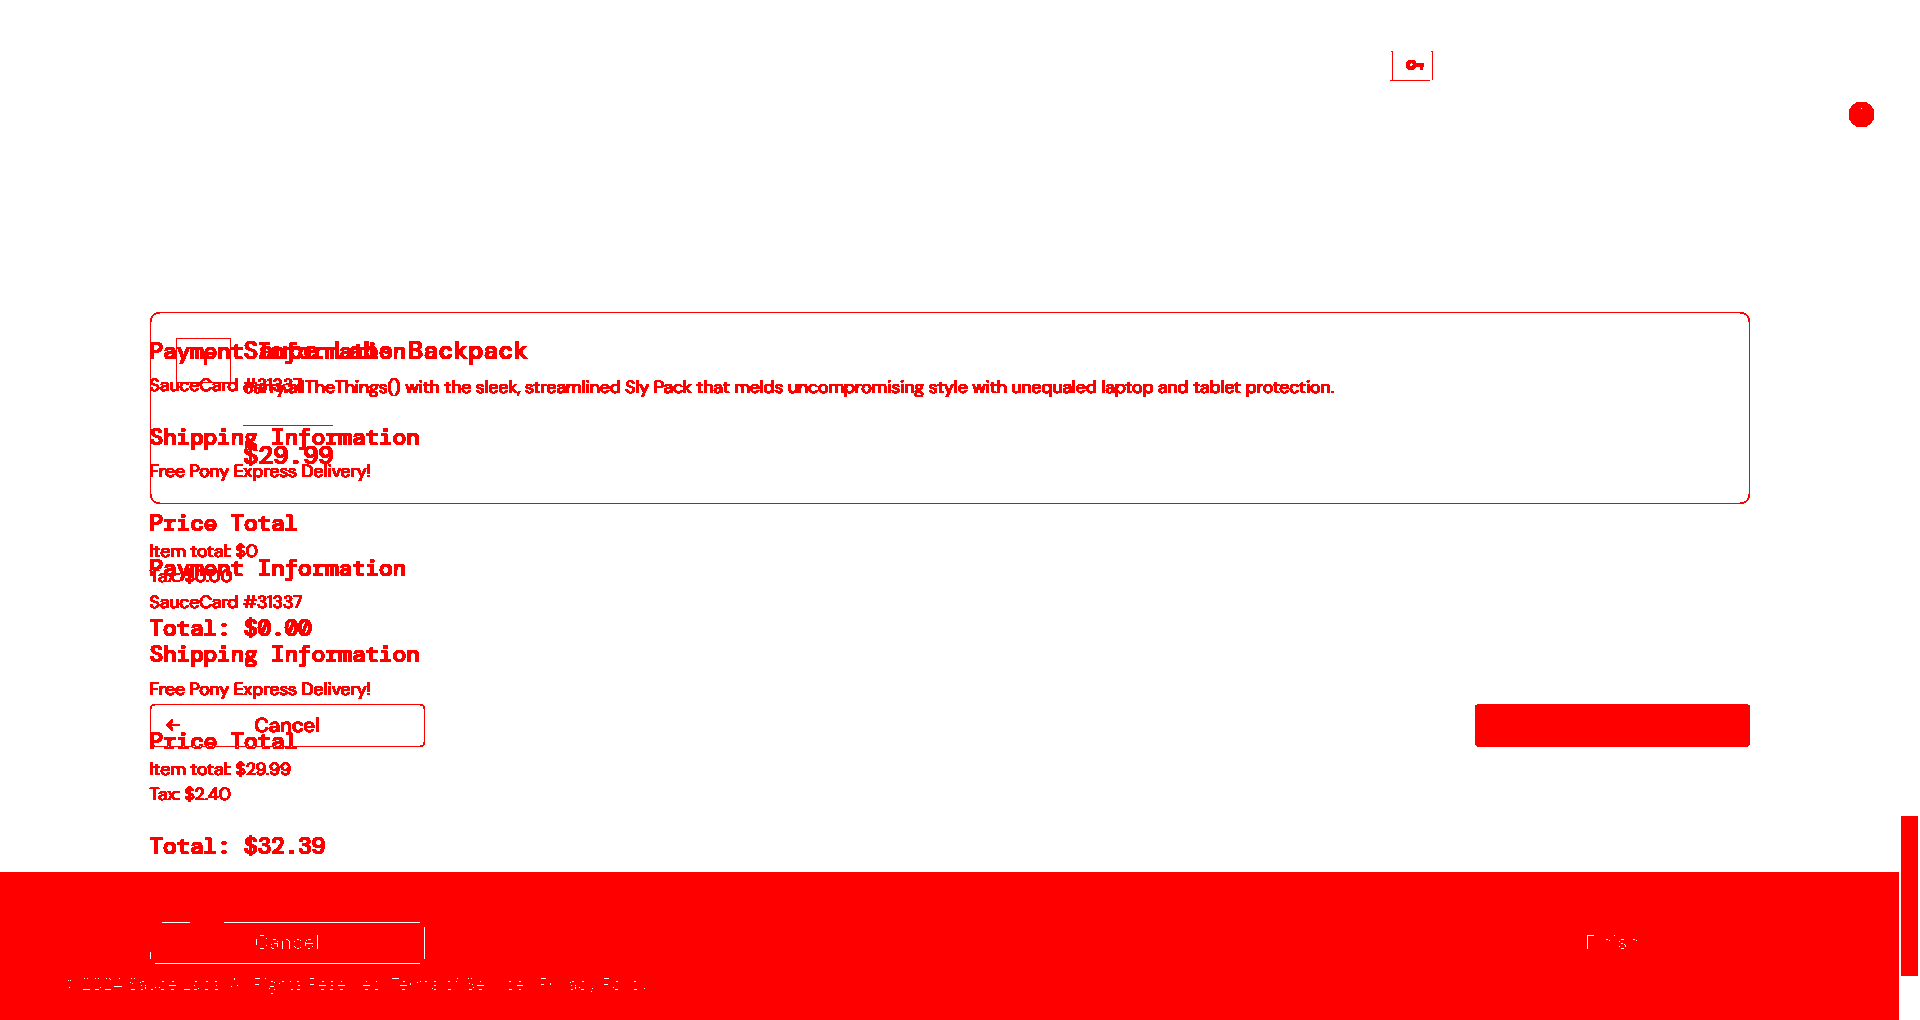 Payment Information
Sauce Labs Backpack
SauceCard #31337
carry.allTheThings() with the sleek, streamlined Sly Pack that melds uncompromising style with unequaled laptop and tablet protection.
Shipping Information
$29.99
Free Pony Express Delivery!
Price Total
Item total: $0
Payment Information
Tax: $0.00
SauceCard #31337
Total: $0.00
Shipping Information
Free Pony Express Delivery!
Cancel
Price Total
Item total: $29.99
Tax: $2.40
Total: $32.39
Cancel
Finish
© 2024 Sauce Labs. All Rights Reserved. Terms of Service | Privacy Policy